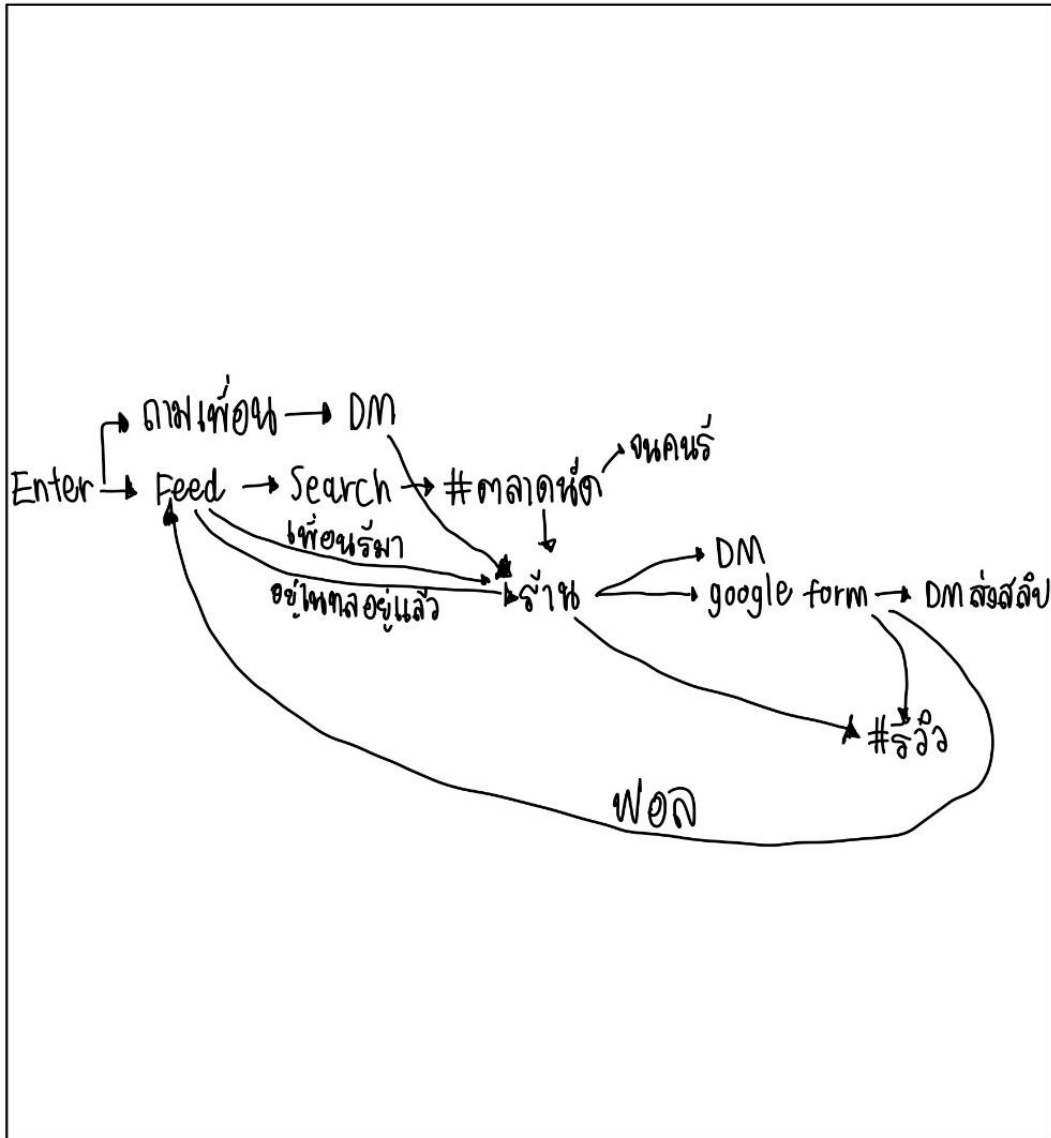 ถามเพื่อน → DM
จนคนรี
Enter → Feed → Search → #ตลาดนัด
เพื่อนรีมา
DM
อยู่ในทลอยู่แล้ว
ร้าน
google form → DM ส่งสลิป
#รีวิว
ฟอล